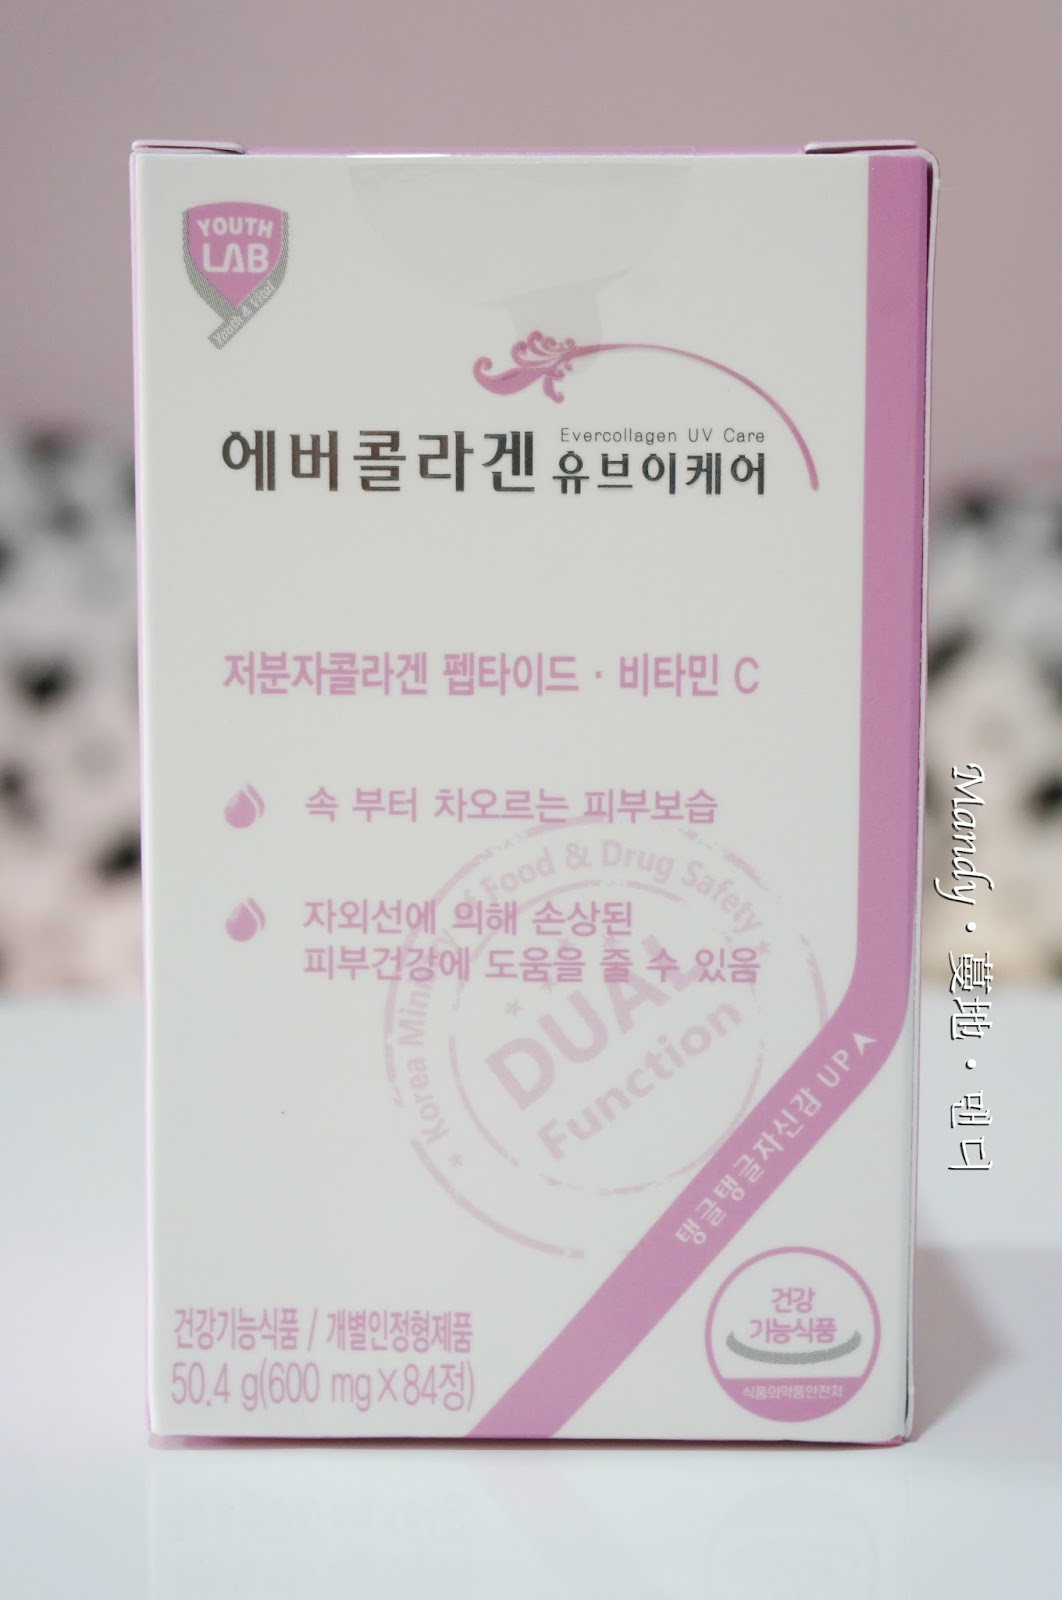 YOUTH
LAB
Youth & Vital
Evercollagen UV Care
에버콜라겐 유브이케어
저분자콜라겐 펩타이드 · 비타민 C
속 부터 차오르는 피부보습
자외선에 의해 손상된
피부건강에 도움을 줄 수 있음
Korea Ministry of Food & Drug Safety
DUAL
Function
탱글탱글자신감 UP
건강기능식품 / 개별인정형제품
50.4 g(600 mg×84정)
건강
기능식품
식품의약품안전처
Mandy · 蔓地 · 맨디